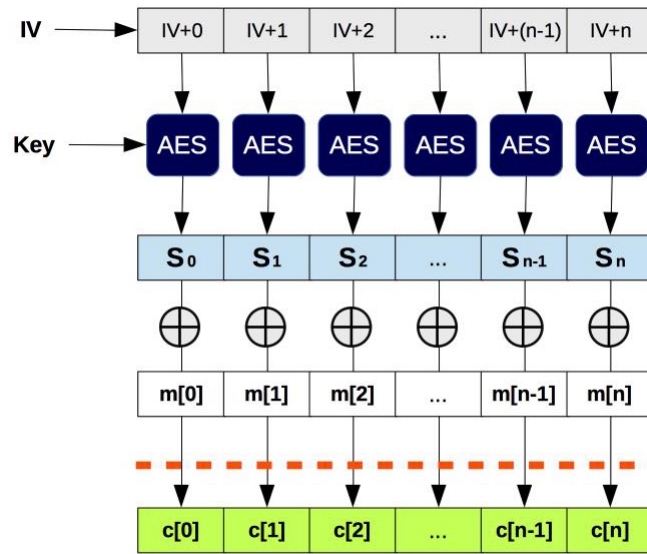 IV IV+0 IV+1 IV+2 ... IV+(n-1) IV+n
Key AES AES AES AES AES AES
S0 S1 S2 ... Sn-1 Sn
m[0] m[1] m[2] ... m[n-1] m[n]
c[0] c[1] c[2] ... c[n-1] c[n]